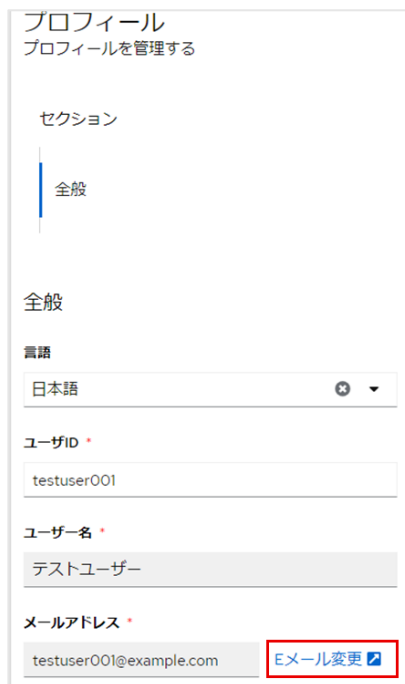 プロフィール
プロフィールを管理する
セクション
全般
全般
言語
日本語
ユーザID *
testuser001
ユーザー名 *
テストユーザー
メールアドレス *
testuser001@example.com Eメール変更